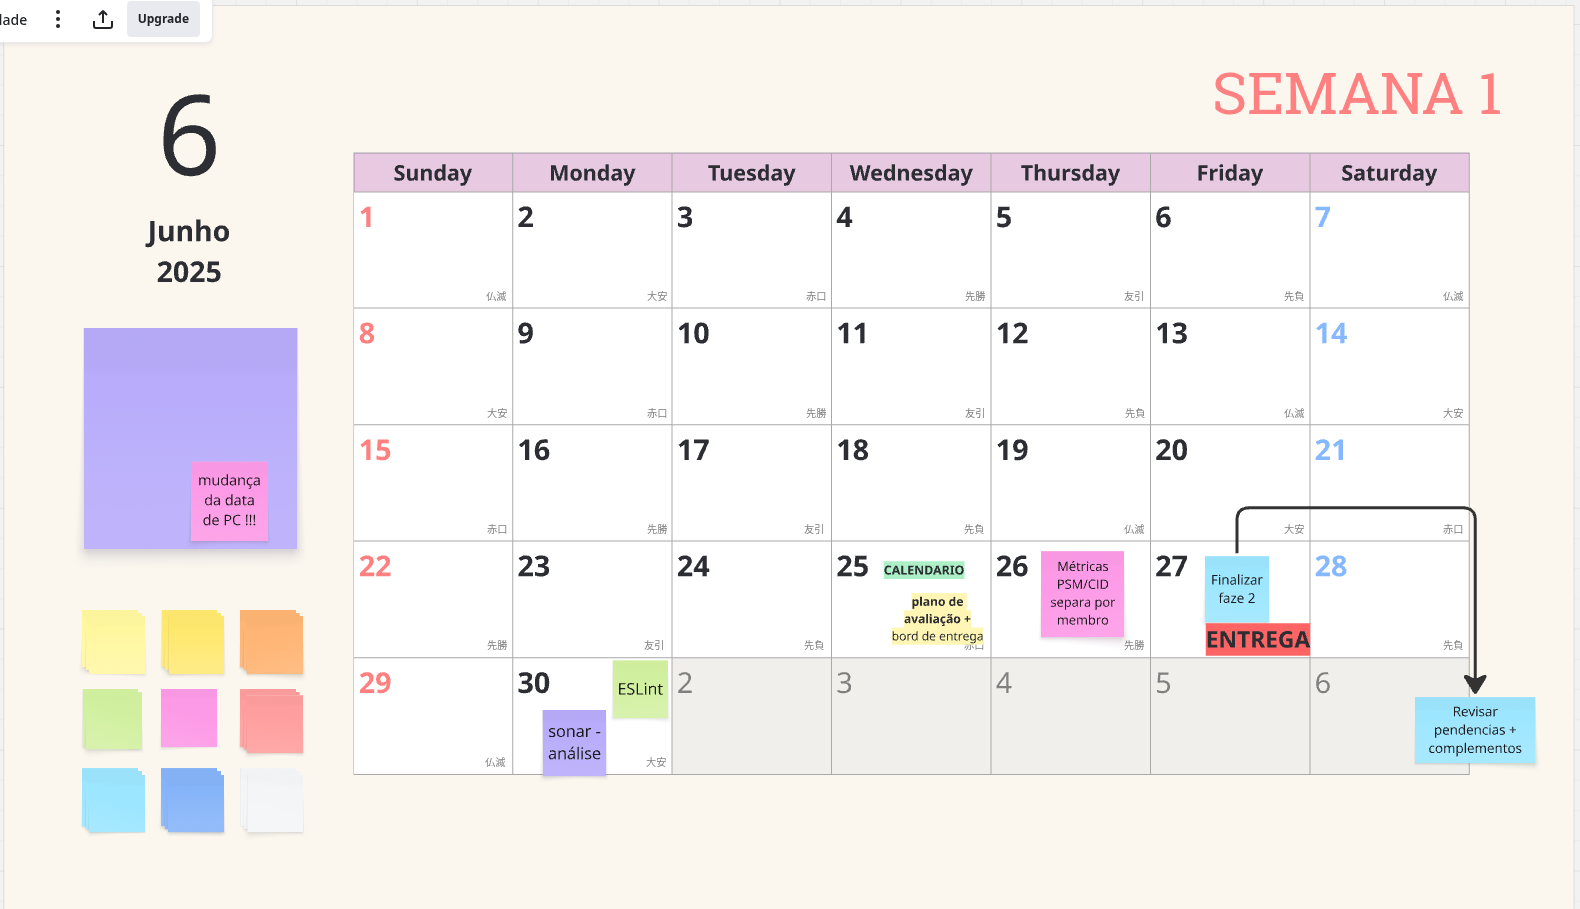 dade
Upgrade
6
Junho
2025
SEMANA 1
mudança
da data
de PC !!!
Sunday Monday Tuesday Wednesday Thursday Friday Saturday
1 2 3 4 5 6 7
仏滅 大安 赤口 先勝 友引 先負 仏滅
8 9 10 11 12 13 14
大安 赤口 先勝 友引 先負 仏滅 大安
15 16 17 18 19 20 21
赤口 先勝 友引 先負 仏滅 大安 赤口
22 23 24 25 26 27 28
CALENDARIO
plano de
avaliação +
bord de entrega
Métricas
PSM/CID
separa por
membro
Finalizar
faze 2
ENTREGA
先勝 友引 先負 赤口 先勝 先負
29 30 2 3 4 5 6
ESLint
sonar -
análise
仏滅 大安
Revisar
pendencias +
complementos